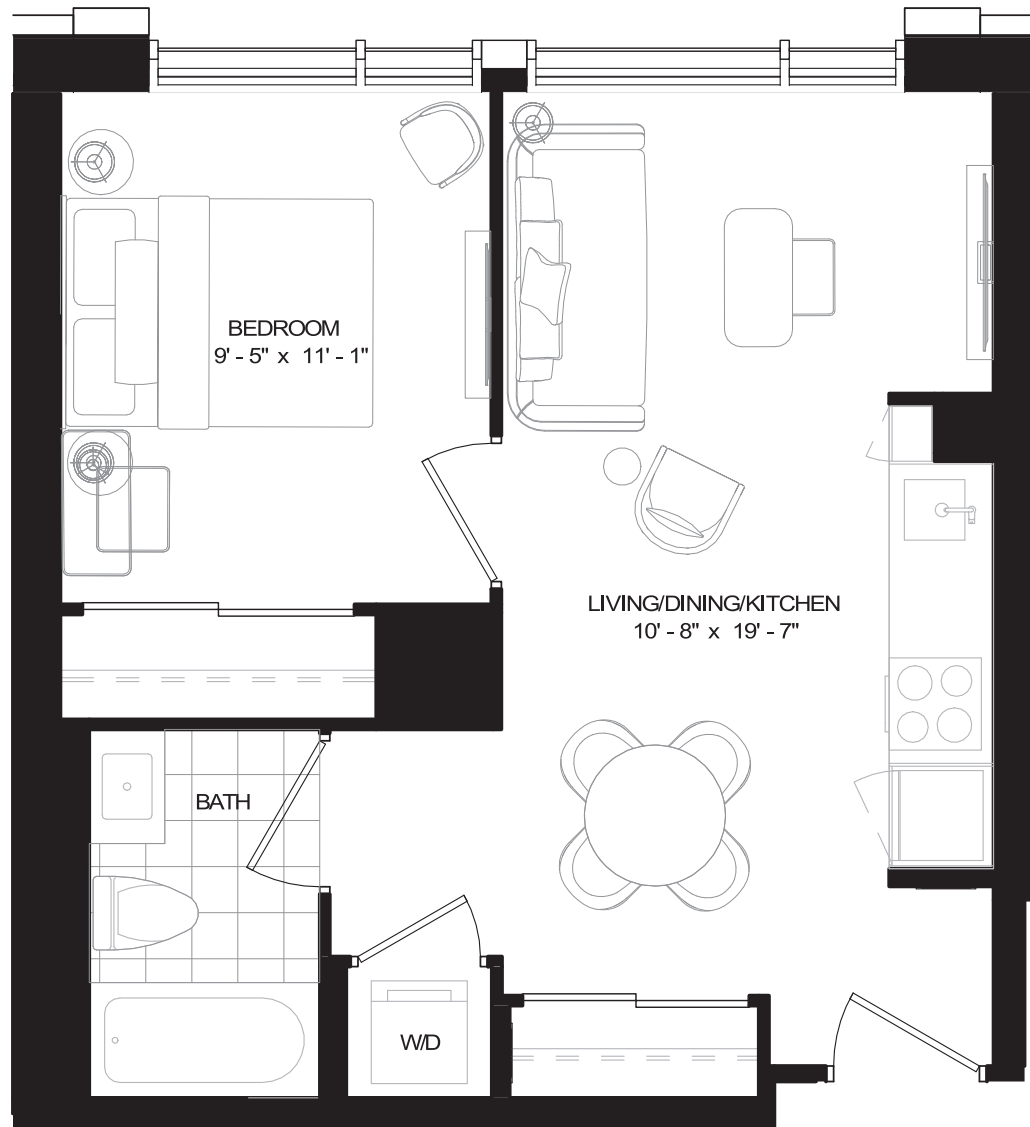 BEDROOM
9' - 5" x 11' - 1"
LIVING/DINING/KITCHEN
10' - 8" x 19' - 7"
BATH
W/D